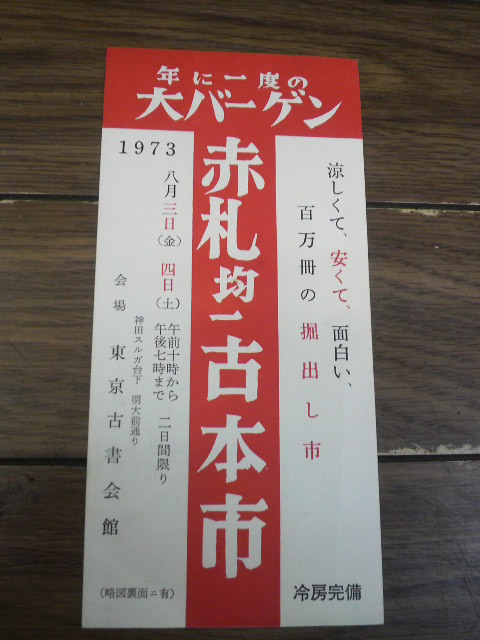 年に一度の
大バーゲン
涼しくて、安くて、面白い、
百万冊の掘出し市
赤札均一古本市
1973
八月三日(金)四日(土)午前十時から
午後七時まで二日間限り
神田スルガ台下 明大前通り
会場 東京古書会館
(略図裏面ニ有)
冷房完備